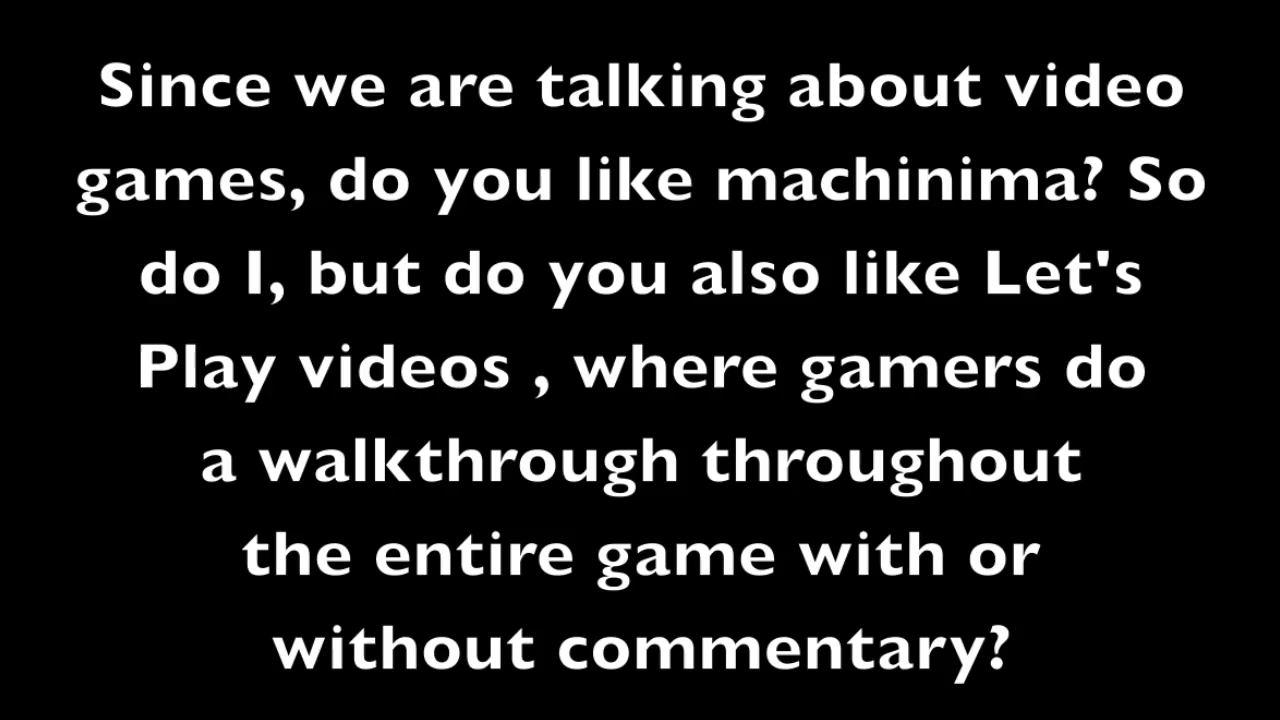 Since we are talking about video
games, do you like machinima? So
do I, but do you also like Let's
Play videos , where gamers do
a walkthrough throughout
the entire game with or
without commentary?